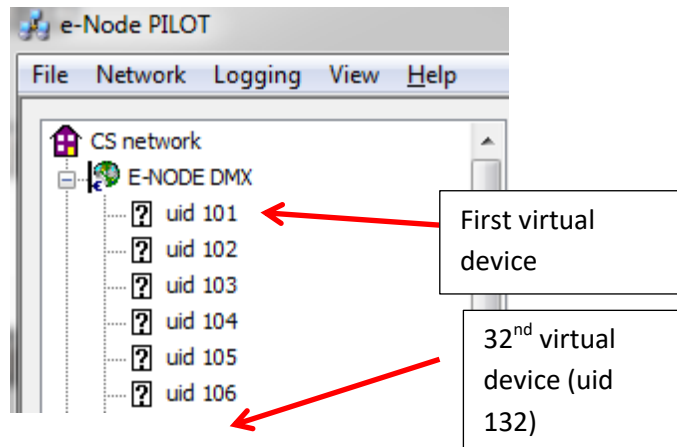 e-Node PILOT
File Network Logging View Help
CS network
E-NODE DMX
? uid 101
? uid 102
? uid 103
? uid 104
? uid 105
? uid 106
First virtual
device
32nd virtual
device (uid
132)